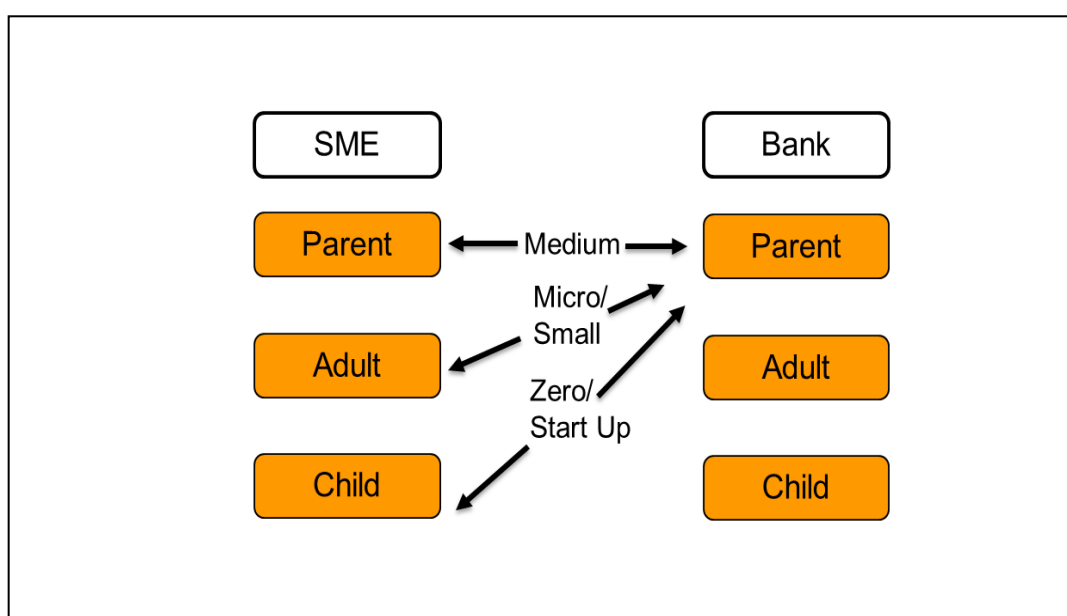 SME
Bank
Parent
Medium
Parent
Micro/
Small
Adult
Adult
Zero/
Start Up
Child
Child